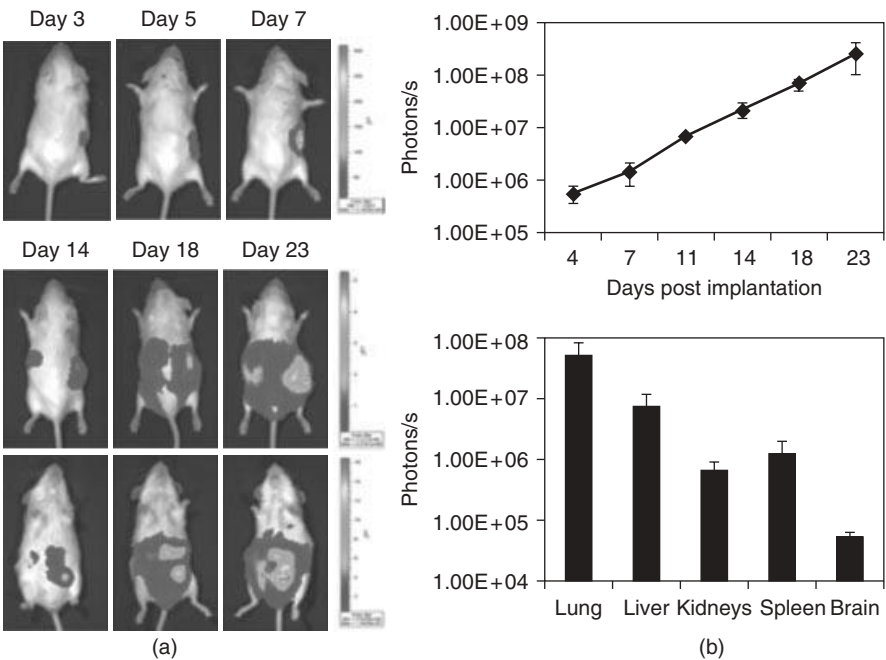 Day 3 Day 5 Day 7
Day 14 Day 18 Day 23
(a)
1.00E+09
1.00E+08
1.00E+07
1.00E+06
1.00E+05
Photons/s
4 7 11 14 18 23
Days post implantation
1.00E+08
1.00E+07
1.00E+06
1.00E+05
1.00E+04
Photons/s
Lung Liver Kidneys Spleen Brain
(b)